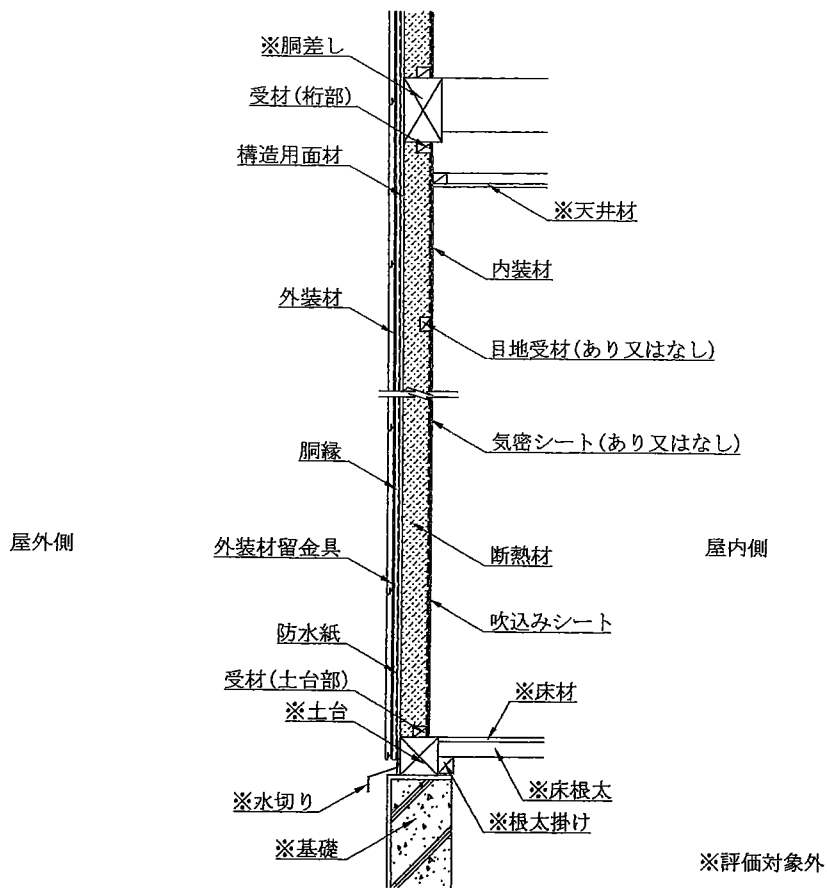 ※胴差し
受材(桁部)
構造用面材
※天井材
内装材
外装材
目地受材(あり又はなし)
気密シート(あり又はなし)
胴縁
屋外側
外装材留金具
断熱材
屋内側
吹込みシート
防水紙
受材(土台部)
※床材
※土台
※床根太
※水切り
※根太掛け
※基礎
※評価対象外